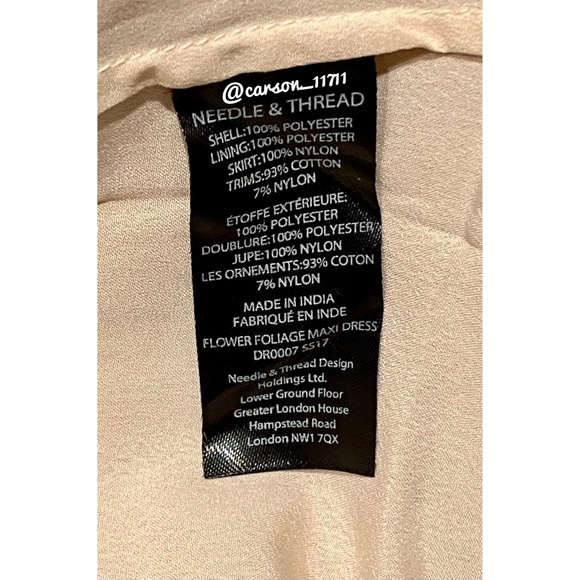 @carson_11711
NEEDLE & THREAD
SHELL:100% POLYESTER
LINING:100% POLYESTER
SKIRT:100% NYLON
TRIMS:93% COTTON
7% NYLON
ÉTOFFE EXTÉRIEURE:
100% POLYESTER
DOUBLURE:100% POLYESTER
JUPE:100% NYLON
LES ORNEMENTS:93% COTON
7% NYLON
MADE IN INDIA
FABRIQUÉ EN INDE
FLOWER FOLIAGE MAXI DRESS
DR0007 SS17
Needle & Thread Design
Holdings Ltd.
Lower Ground Floor
Greater London House
Hampstead Road
London NW1 7QX